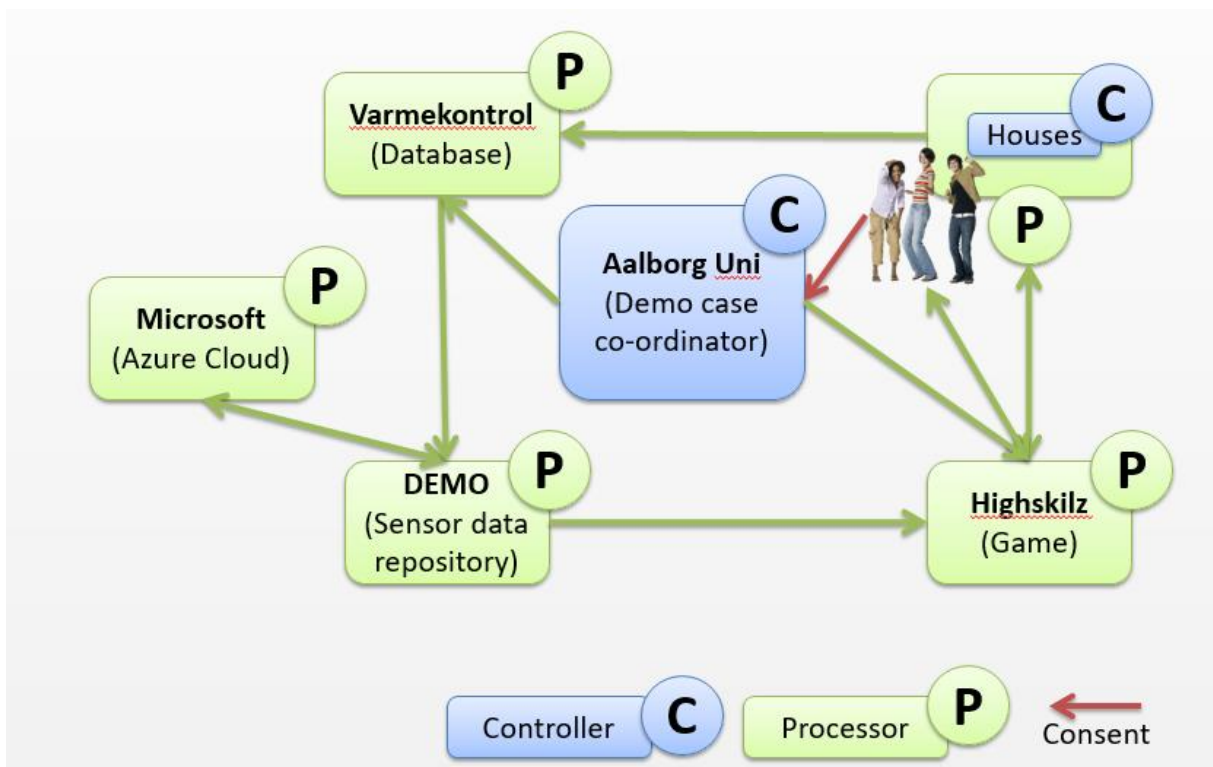 P
Varmekontrol
(Database)
C
Houses
P
C
Aalborg Uni
(Demo case
co-ordinator)
P
Microsoft
(Azure Cloud)
P
DEMO
(Sensor data
repository)
P
Highskilz
(Game)
Controller
C
Processor
P
Consent